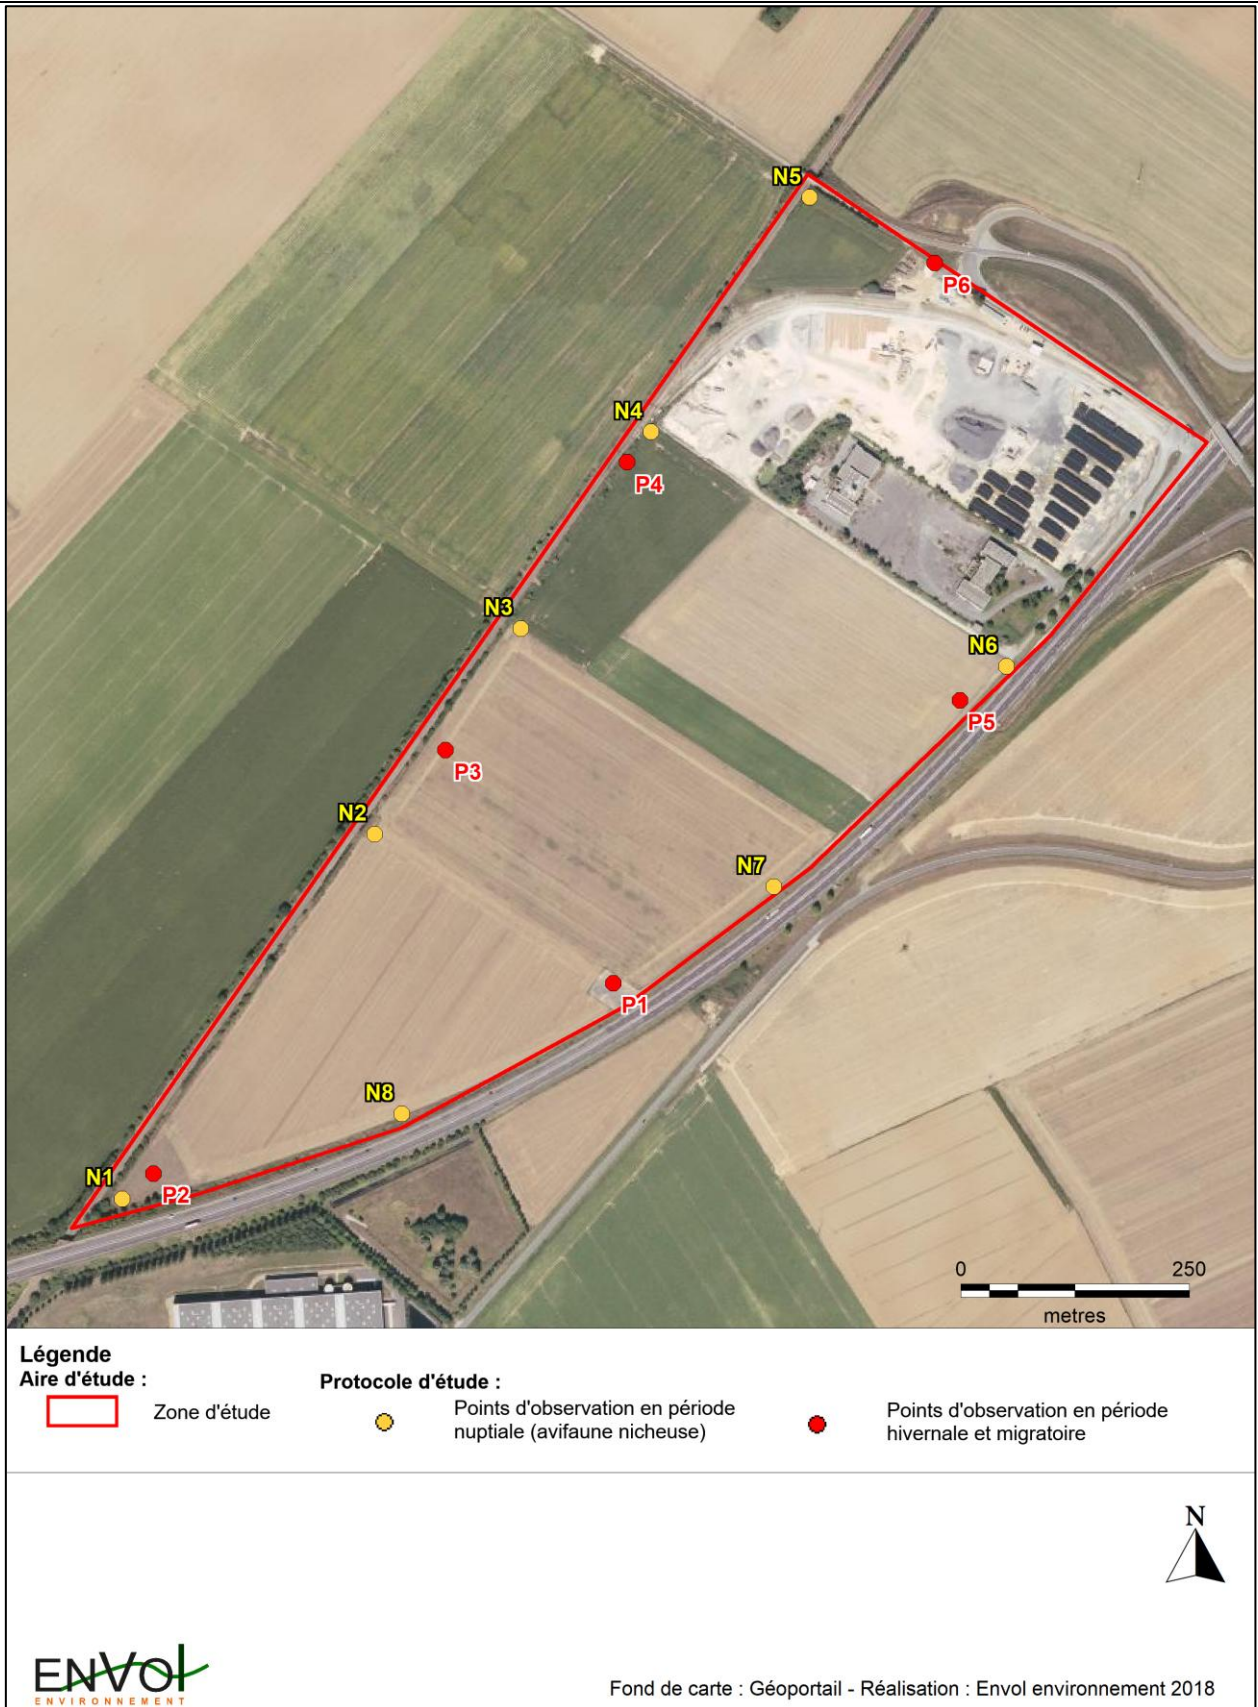 N5
P6
N4
P4
N3
N6
P5
P3
N2
N7
P1
N8
N1
P2
0 250
metres
Légende
Aire d'étude :
Zone d'étude
Protocole d'étude :
Points d'observation en période
nuptiale (avifaune nicheuse)
Points d'observation en période
hivernale et migratoire
N
ENVOl
ENVIRONNEMENT
Fond de carte : Géoportail - Réalisation : Envol environnement 2018